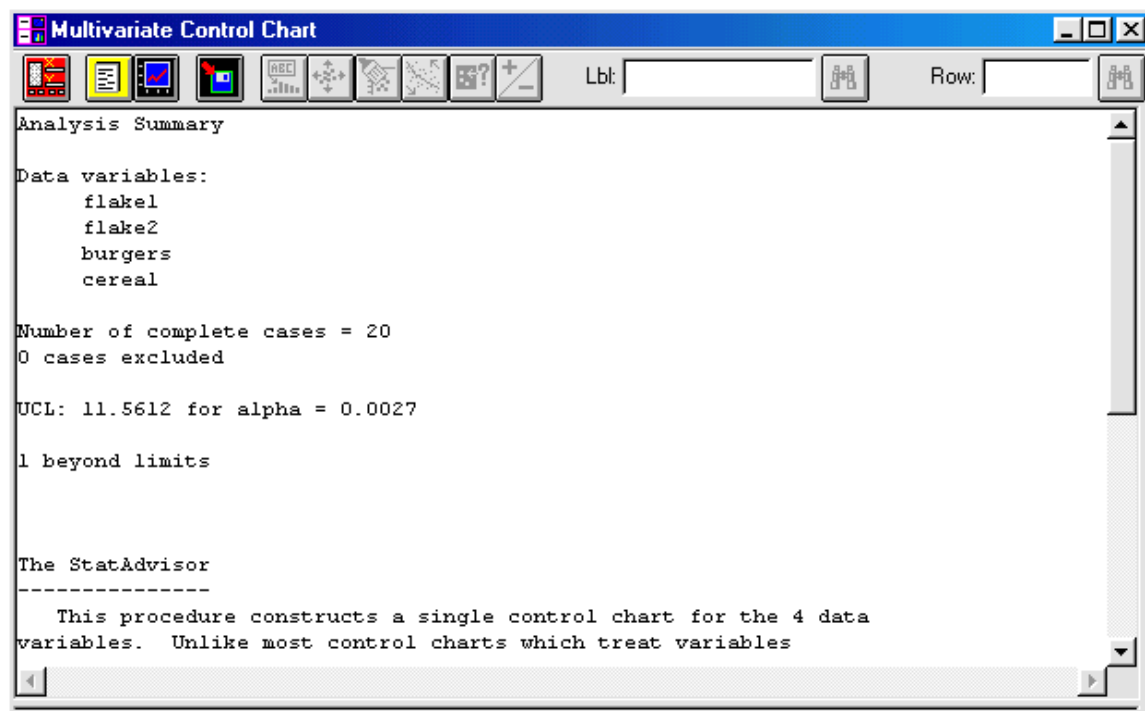 Multivariate Control Chart
ABC Lbl: Row:
Analysis Summary
Data variables:
flake1
flake2
burgers
cereal
Number of complete cases = 20
0 cases excluded
UCL: 11.5612 for alpha = 0.0027
1 beyond limits
The StatAdvisor
---------------
This procedure constructs a single control chart for the 4 data
variables.  Unlike most control charts which treat variables